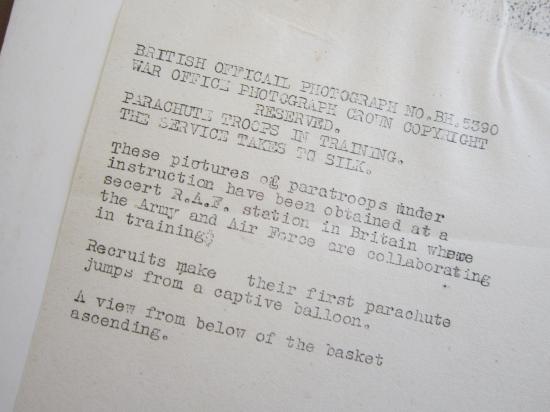 BRITISH OFFICAIL PHOTOGRAPH NO.BH.5390
WAR OFFICE PHOTOGRAPH CROWN COPYRIGHT
RESERVED.
PARACHUTE TROOPS IN TRAINING.
THE SERVICE TAKES TO SILK.
These pictures of paratroops under
instruction have been obtained at a
secert R.A.F. station in Britain where
the Army and Air Force are collaborating
in training.
Recruits make their first parachute
jumps from a captive balloon.
A view from below of the basket
ascending.